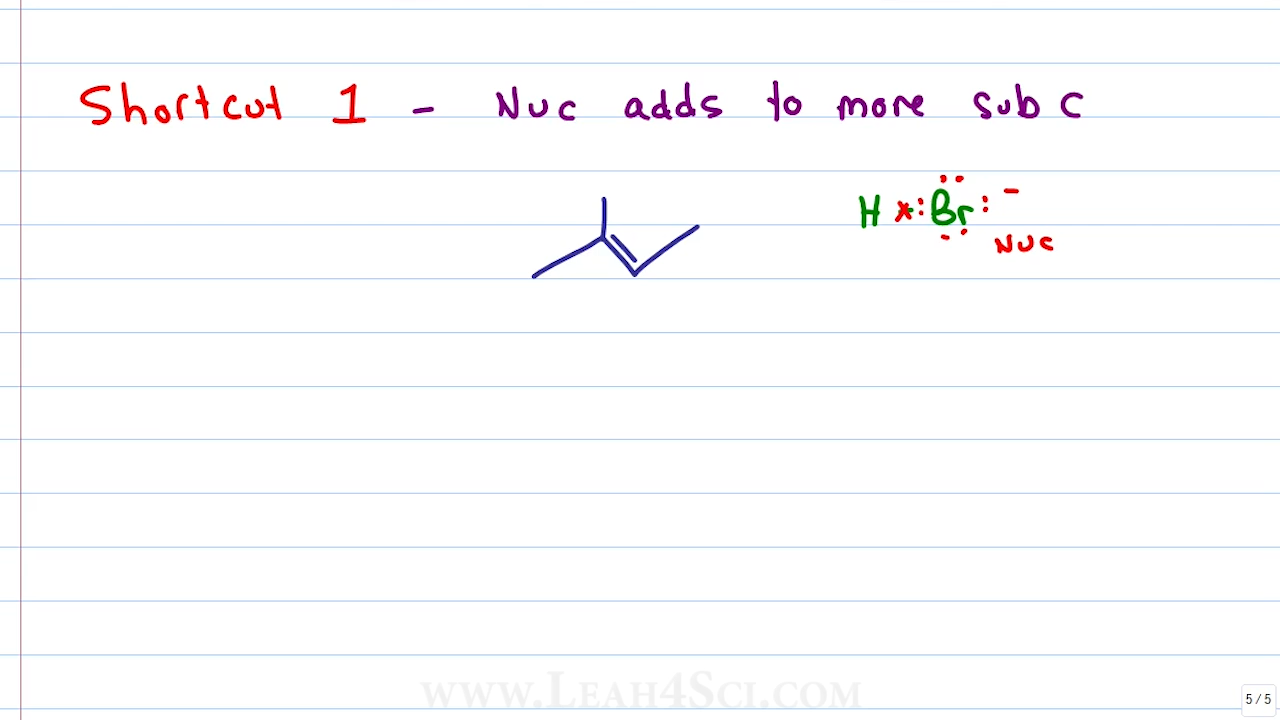 Shortcut 1 - Nuc adds to more sub C
H Br -
Nuc
www.Leah4Sci.com
5/5